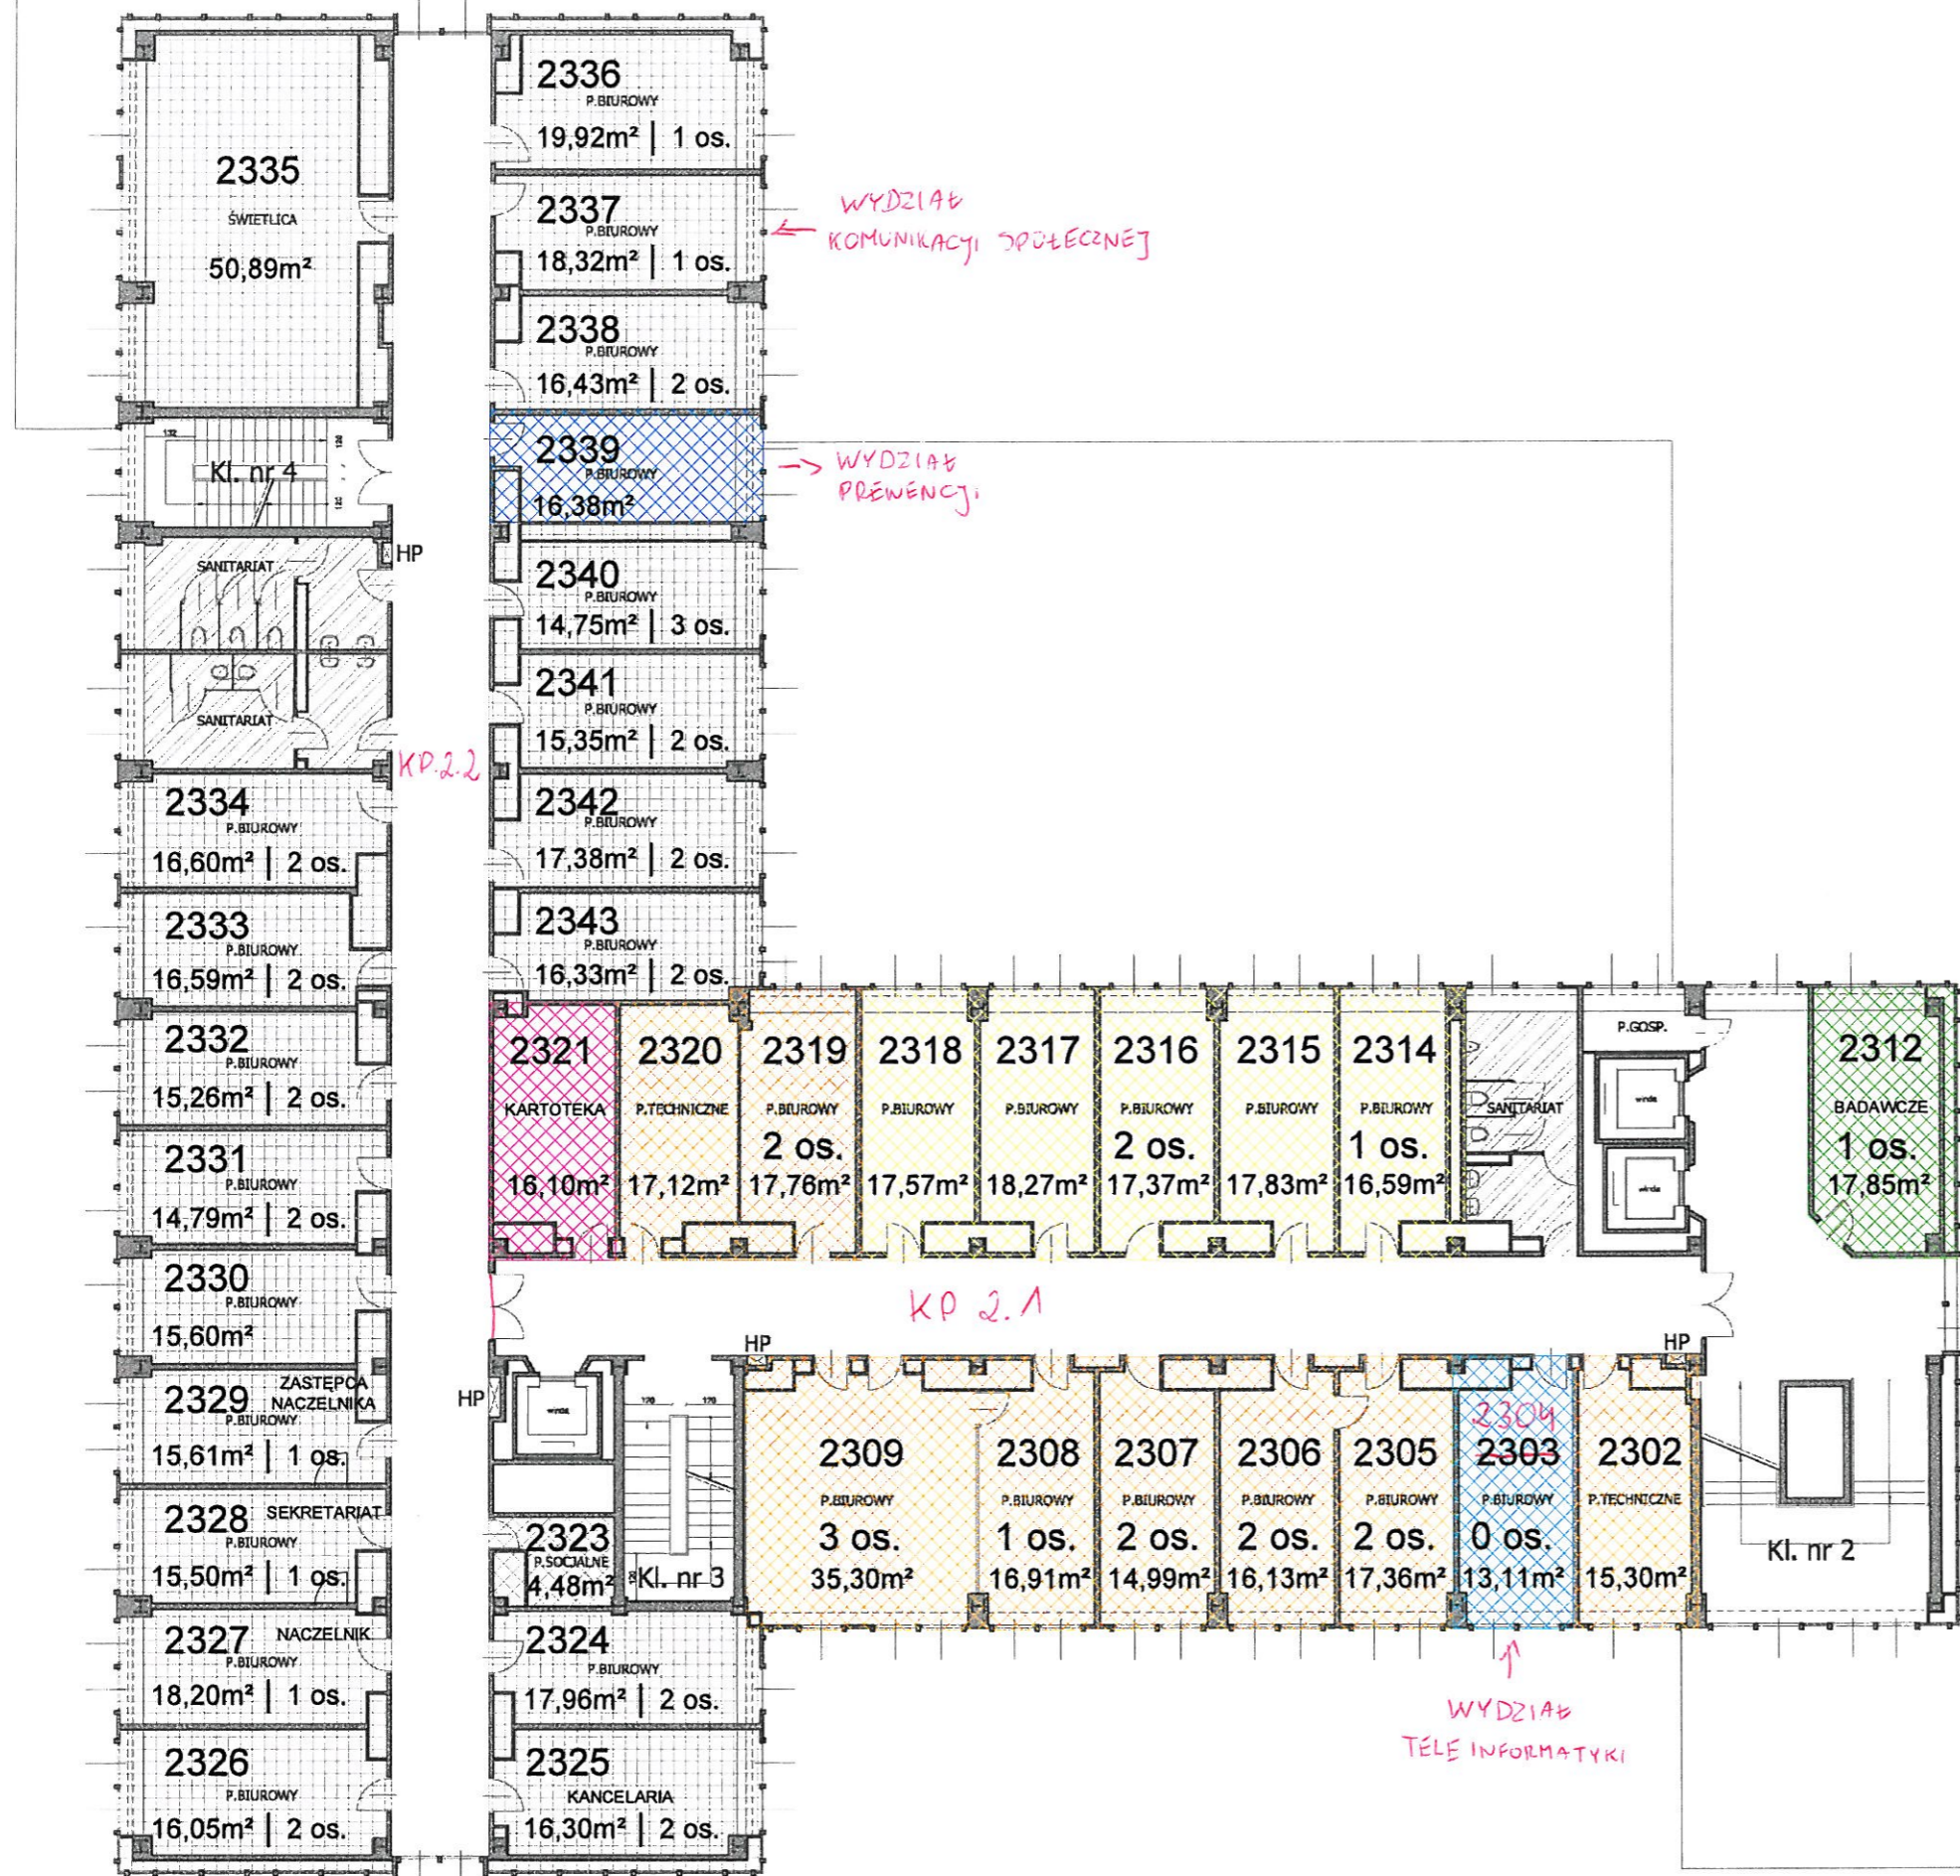 2335
ŚWIETLICA
50,89m²
2336
P.BIUROWY
19,92m² | 1 os.
2337
P.BIUROWY
18,32m² | 1 os.
WYDZIAŁ
KOMUNIKACJI SPOŁECZNEJ
2338
P.BIUROWY
16,43m² | 2 os.
Kl. nr 4
132
120
120
2339
P.BIUROWY
16,38m²
WYDZIAŁ
PREWENCJI
HP
SANITARIAT
SANITARIAT
KP.2.2
2340
P.BIUROWY
14,75m² | 3 os.
2341
P.BIUROWY
15,35m² | 2 os.
2342
P.BIUROWY
17,38m² | 2 os.
2343
P.BIUROWY
16,33m² | 2 os.
2334
P.BIUROWY
16,60m² | 2 os.
2333
P.BIUROWY
16,59m² | 2 os.
2332
P.BIUROWY
15,26m² | 2 os.
2331
P.BIUROWY
14,79m² | 2 os.
2330
P.BIUROWY
15,60m²
2329
ZASTĘPCA
NACZELNIKA
P.BIUROWY
15,61m² | 1 os.
2328
SEKRETARIAT
P.BIUROWY
15,50m² | 1 os.
2327
NACZELNIK
P.BIUROWY
18,20m² | 1 os.
2326
P.BIUROWY
16,05m² | 2 os.
2321
KARTOTEKA
16,10m²
2320
P.TECHNICZNE
17,12m²
2319
P.BIUROWY
2 os.
17,76m²
2318
P.BIUROWY
17,57m²
2317
P.BIUROWY
18,27m²
2316
P.BIUROWY
2 os.
17,37m²
2315
P.BIUROWY
17,83m²
2314
P.BIUROWY
1 os.
16,59m²
SANITARIAT
P.GOSP.
winda
winda
2312
BADAWCZE
1 os.
17,85m²
KP 2.1
HP
HP
HP
winda
120
120
Kl. nr 3
2323
P.SOCJALNE
4,48m²
2324
P.BIUROWY
17,96m² | 2 os.
2325
KANCELARIA
16,30m² | 2 os.
2309
P.BIUROWY
3 os.
35,30m²
2308
P.BIUROWY
1 os.
16,91m²
2307
P.BIUROWY
2 os.
14,99m²
2306
P.BIUROWY
2 os.
16,13m²
2305
P.BIUROWY
2 os.
17,36m²
2304
2303
P.BIUROWY
0 os.
13,11m²
2302
P.TECHNICZNE
15,30m²
Kl. nr 2
WYDZIAŁ
TELEINFORMATYKI